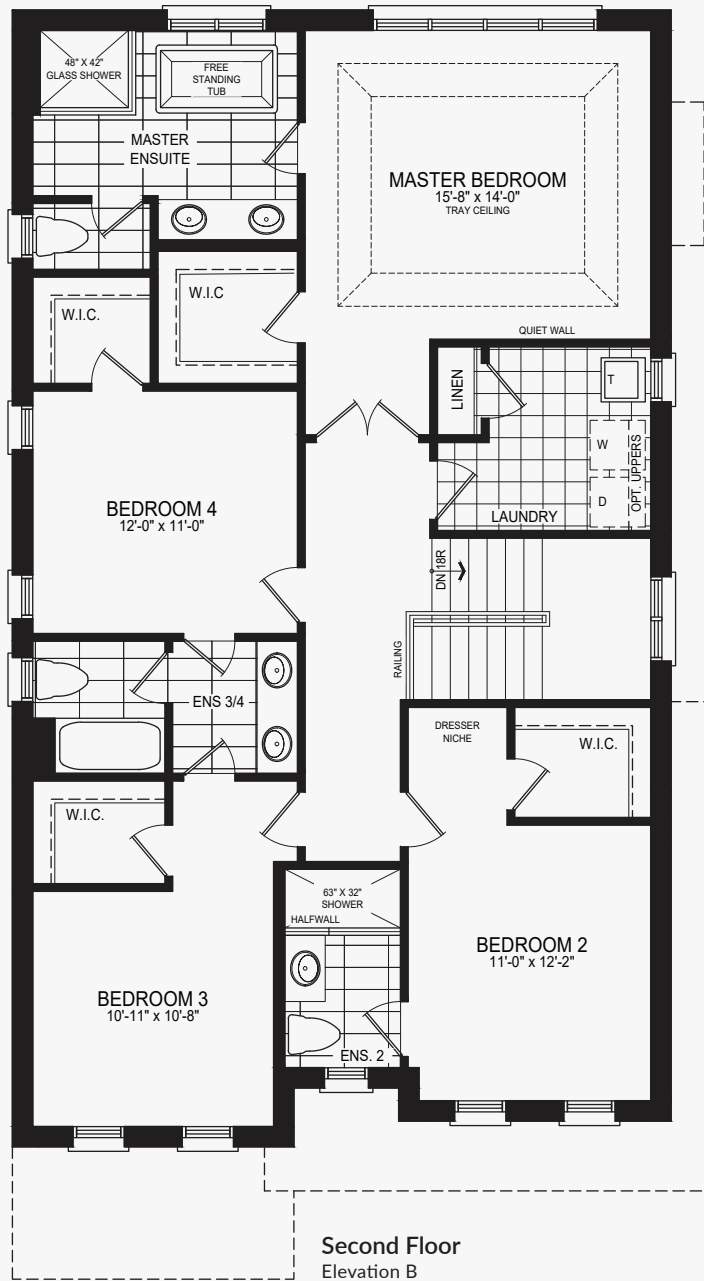 48" X 42"
GLASS SHOWER
FREE
STANDING
TUB
MASTER
ENSUITE
MASTER BEDROOM
15'-8" x 14'-0"
TRAY CEILING
W.I.C.
W.I.C
QUIET WALL
LINEN
T
W
D
OPT. UPPERS
LAUNDRY
BEDROOM 4
12'-0" x 11'-0"
DN 18R
RAILING
ENS 3/4
DRESSER
NICHE
W.I.C.
W.I.C.
63" X 32"
SHOWER
HALFWALL
BEDROOM 2
11'-0" x 12'-2"
BEDROOM 3
10'-11" x 10'-8"
ENS. 2
Second Floor
Elevation B